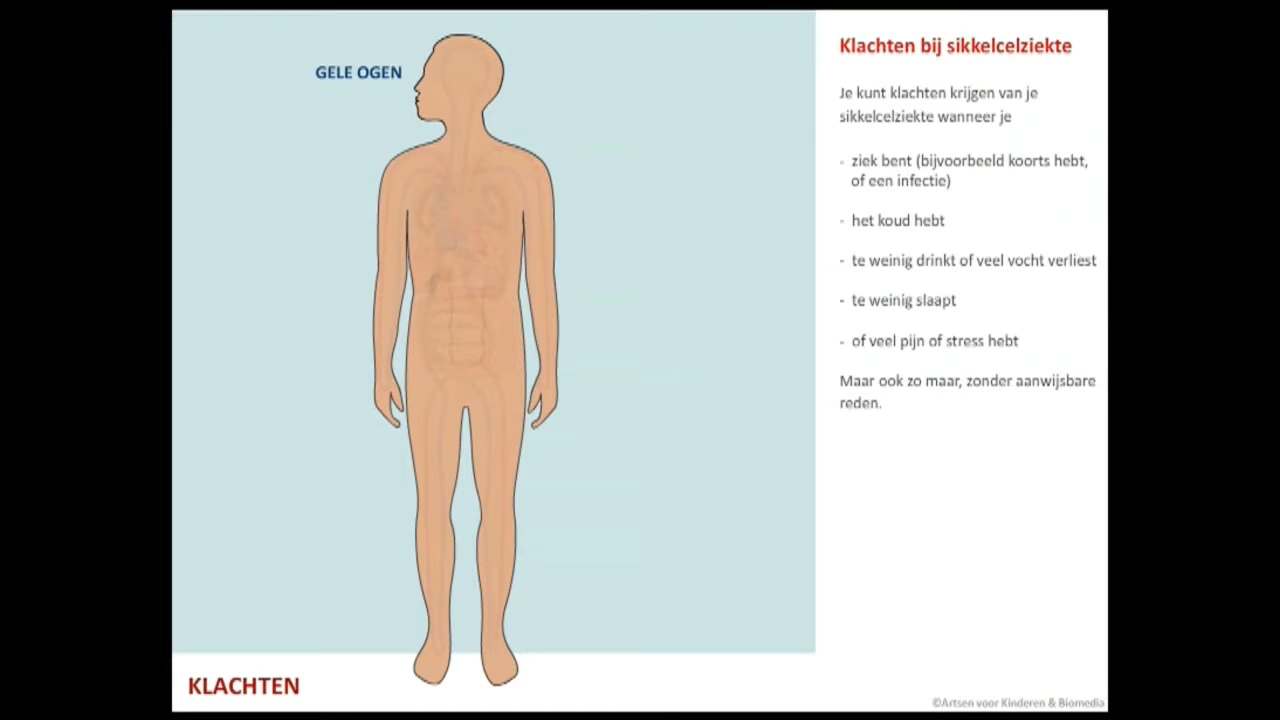 GELE OGEN
Klachten bij sikkelcelziekte
Je kunt klachten krijgen van je
sikkelcelziekte wanneer je
- ziek bent (bijvoorbeeld koorts hebt,
of een infectie)
- het koud hebt
- te weinig drinkt of veel vocht verliest
- te weinig slaapt
- of veel pijn of stress hebt
Maar ook zo maar, zonder aanwijsbare
reden.
KLACHTEN
©Artsen voor Kinderen & Biomedia